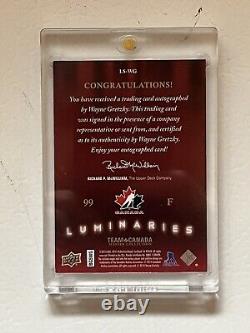 LS-WG
CONGRATULATIONS!
You have received a trading card autographed
by Wayne Gretzky. This trading card
was signed in the presence of a company
representative or sent from, and certified
as to its authenticity by Wayne Gretzky.
Enjoy your autographed card!
RICHARD P. McWILLIAM, The Upper Deck Company
CANADA
99 F
LUMINARIES
TEAM CANADA